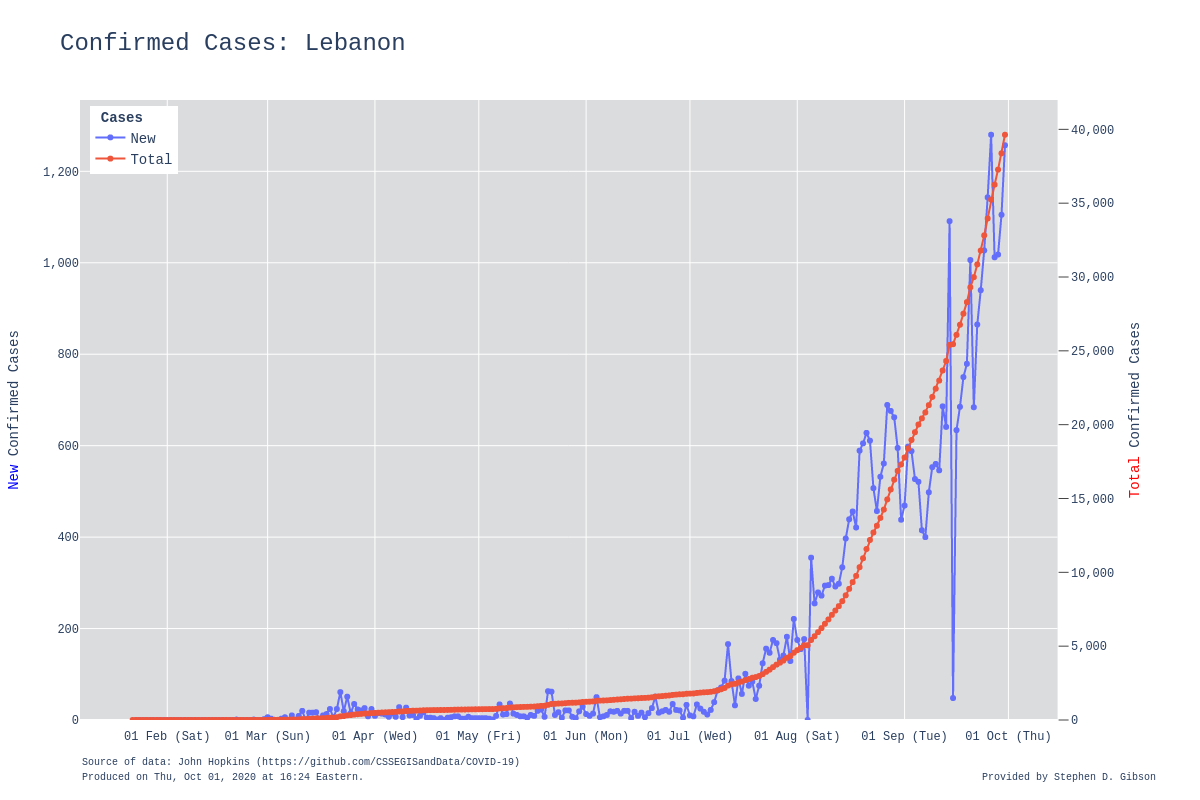 Confirmed Cases: Lebanon
Cases
New
Total
1,200
1,000
800
600
400
200
0
New Confirmed Cases
40,000
35,000
30,000
25,000
20,000
15,000
10,000
5,000
0
Total Confirmed Cases
01 Feb (Sat) 01 Mar (Sun) 01 Apr (Wed) 01 May (Fri) 01 Jun (Mon) 01 Jul (Wed) 01 Aug (Sat) 01 Sep (Tue) 01 Oct (Thu)
Source of data: John Hopkins (https://github.com/CSSEGISandData/COVID-19)
Produced on Thu, Oct 01, 2020 at 16:24 Eastern.
Provided by Stephen D. Gibson